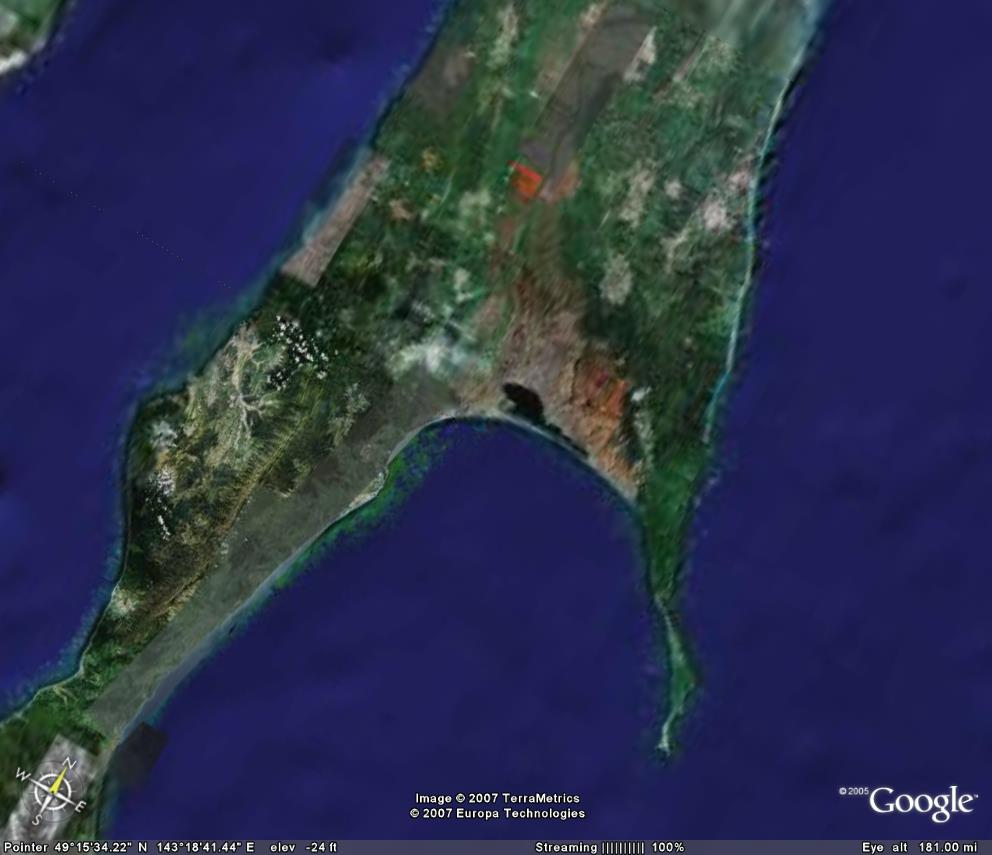 N
W
E
S
Image © 2007 TerraMetrics
© 2007 Europa Technologies
© 2005 Google™
Pointer 49°15'34.22" N 143°18'41.44" E elev -24 ft Streaming ||||||||| 100% Eye alt 181.00 mi